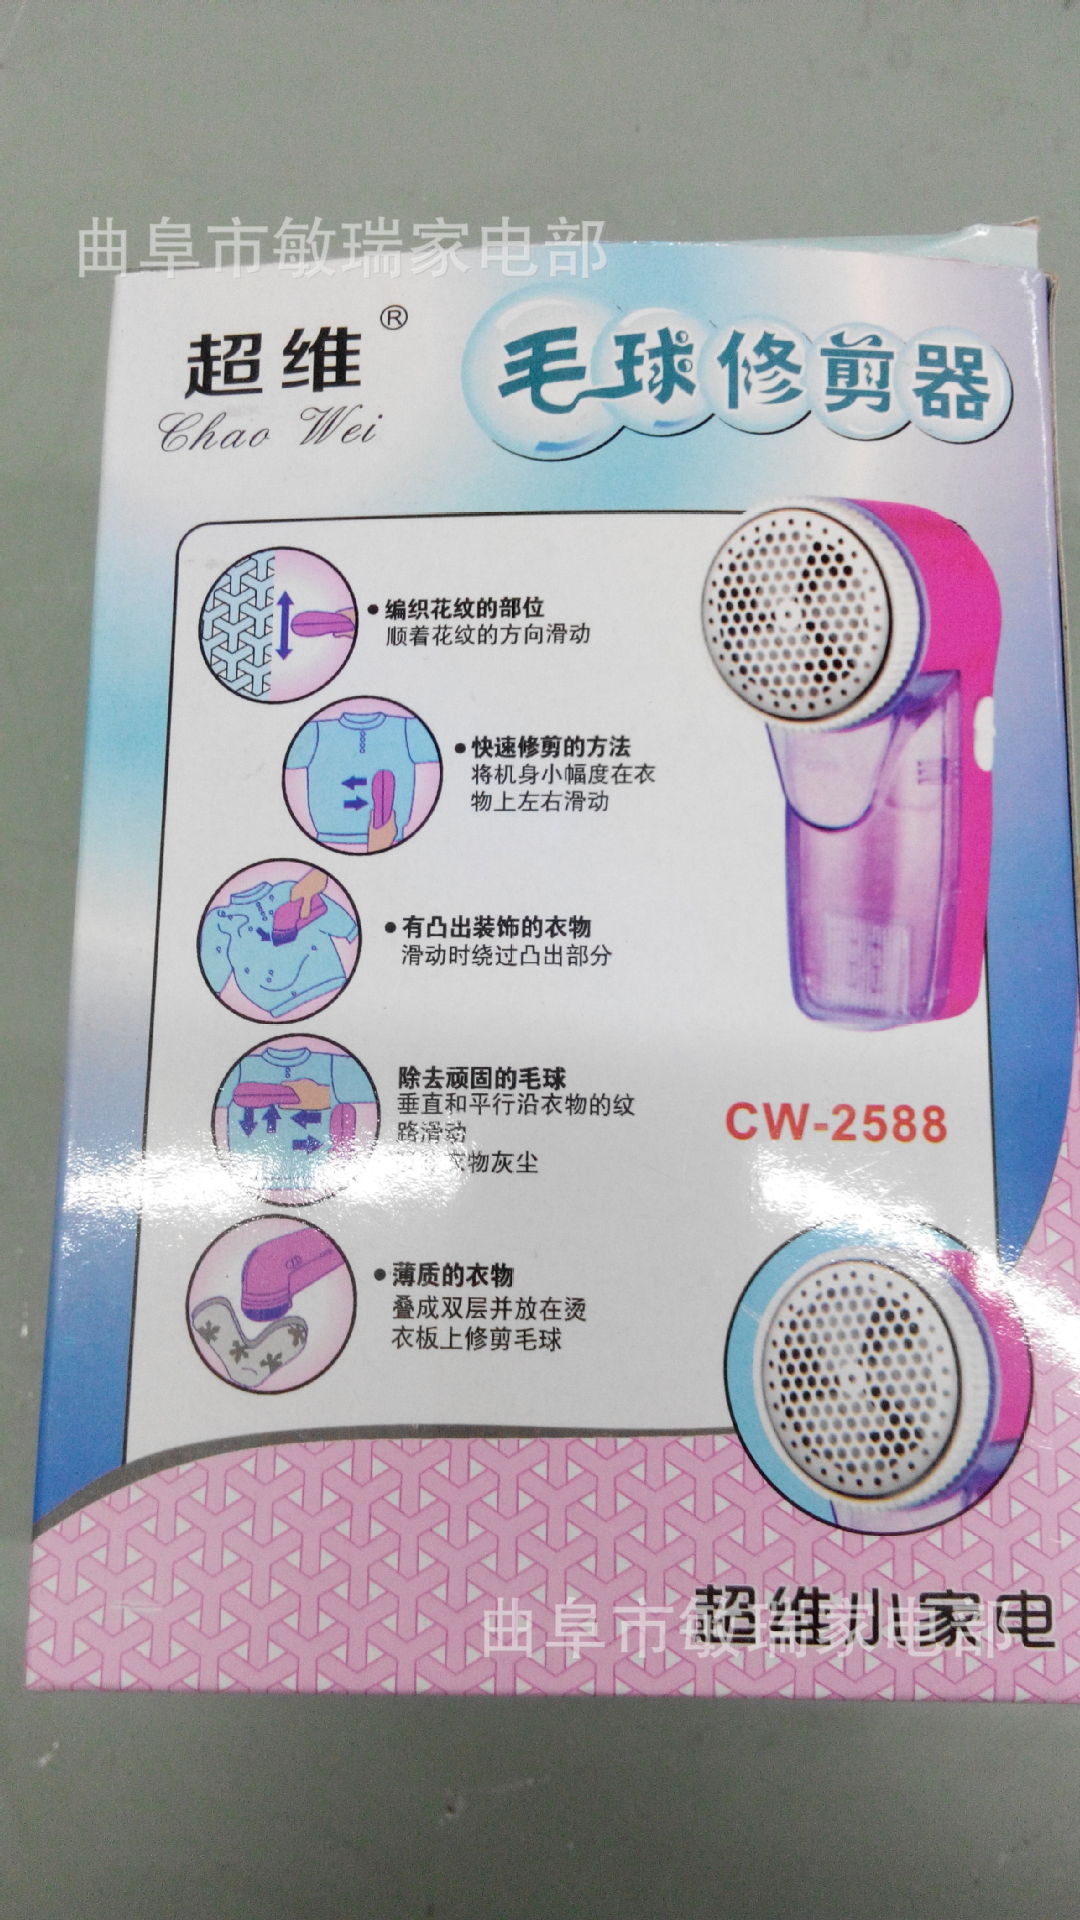 曲阜市敏瑞家电部
超维®
Chao Wei
毛球修剪器
●编织花纹的部位
顺着花纹的方向滑动
●快速修剪的方法
将机身小幅度在衣
物上左右滑动
●有凸出装饰的衣物
滑动时绕过凸出部分
除去顽固的毛球
垂直和平行沿衣物的纹
路滑动
衣物灰尘
CW-2588
●薄质的衣物
叠成双层并放在烫
衣板上修剪毛球
超维小家电
曲阜市敏瑞家电部